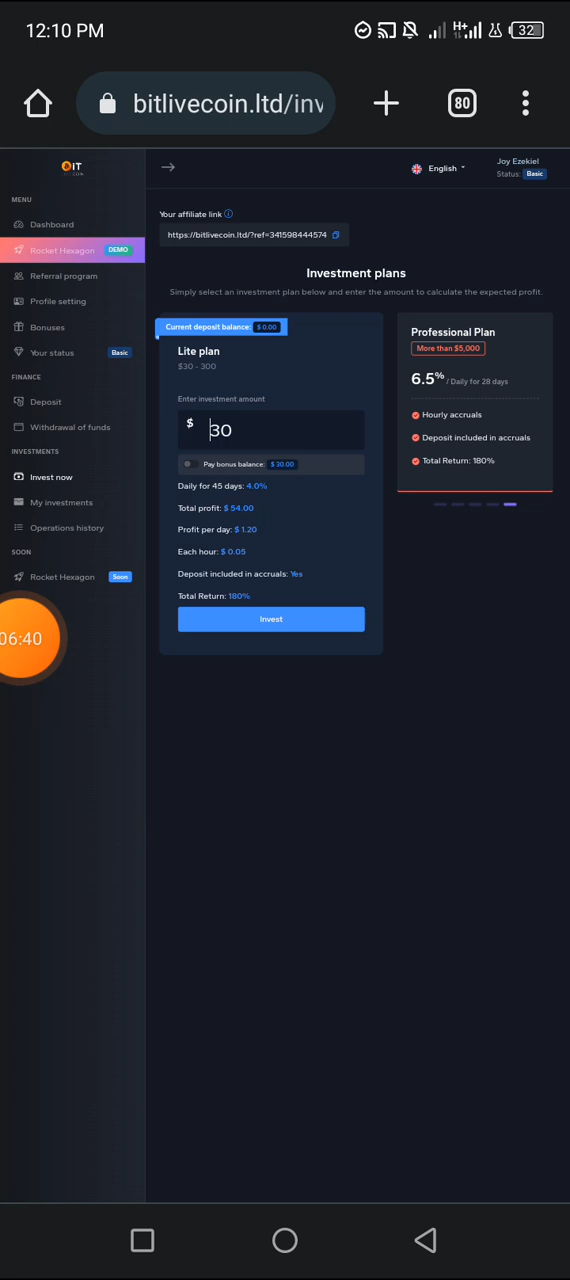 12:10 PM
32
bitlivecoin.ltd/inv
80
BIT
English
Joy Ezekiel
Status: Basic
MENU
Dashboard
Rocket Hexagon DEMO
Referral program
Profile setting
Bonuses
Your status Basic
FINANCE
Deposit
Withdrawal of funds
INVESTMENTS
Invest now
My investments
Operations history
SOON
Rocket Hexagon Soon
06:40
Your affiliate link
https://bitlivecoin.ltd/?ref=341598444574
Investment plans
Simply select an investment plan below and enter the amount to calculate the expected profit.
Current deposit balance: $ 0.00
Lite plan
$30 - 300
Enter investment amount
$ 30
Pay bonus balance: $ 30.00
Daily for 45 days: 4.0%
Total profit: $ 54.00
Profit per day: $ 1.20
Each hour: $ 0.05
Deposit included in accruals: Yes
Total Return: 180%
Invest
Professional Plan
More than $5,000
6.5% / Daily for 28 days
Hourly accruals
Deposit included in accruals
Total Return: 180%